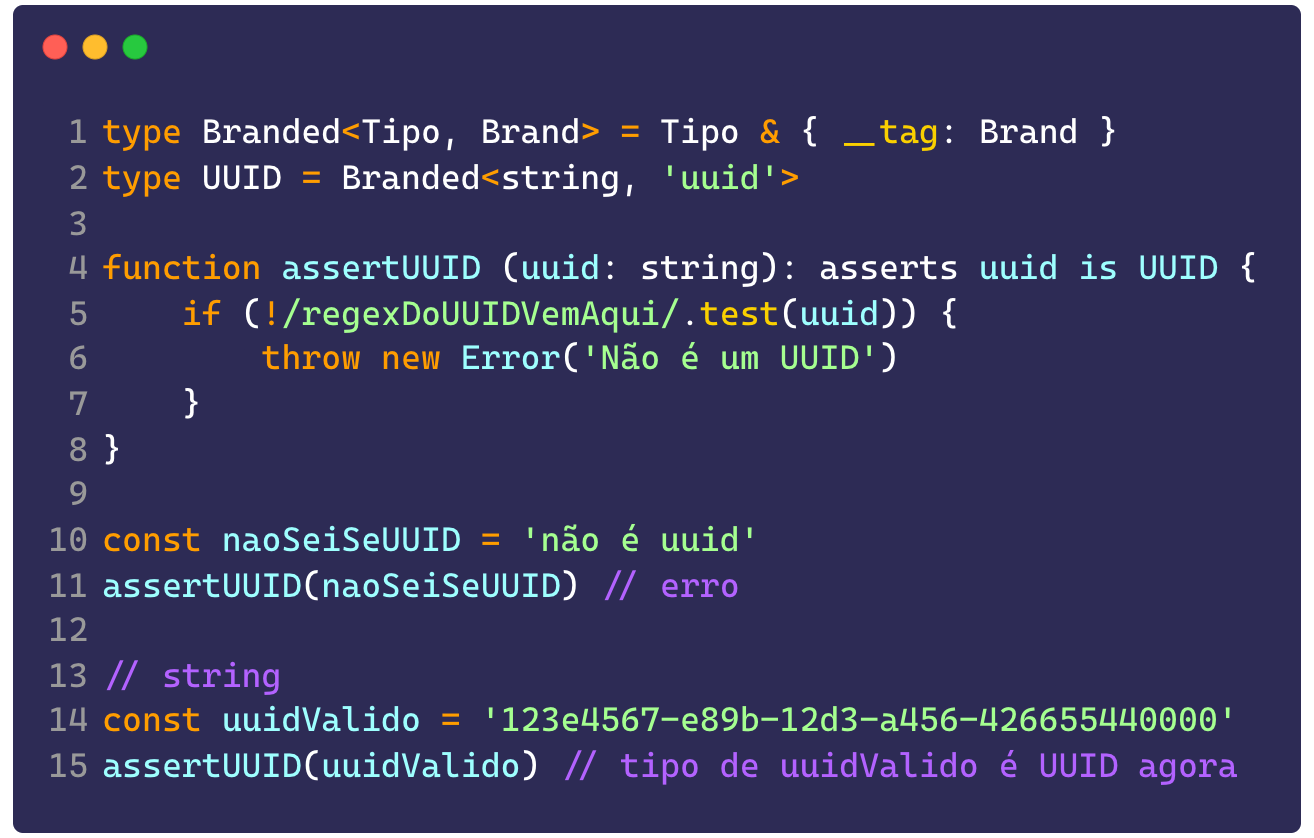 1 type Branded<Tipo, Brand> = Tipo & { __tag: Brand }
2 type UUID = Branded<string, 'uuid'>
3
4 function assertUUID (uuid: string): asserts uuid is UUID {
5     if (!/regexDoUUIDVemAqui/.test(uuid)) {
6         throw new Error('Não é um UUID')
7     }
8 }
9
10 const naoSeiSeUUID = 'não é uuid'
11 assertUUID(naoSeiSeUUID) // erro
12
13 // string
14 const uuidValido = '123e4567-e89b-12d3-a456-426655440000'
15 assertUUID(uuidValido) // tipo de uuidValido é UUID agora